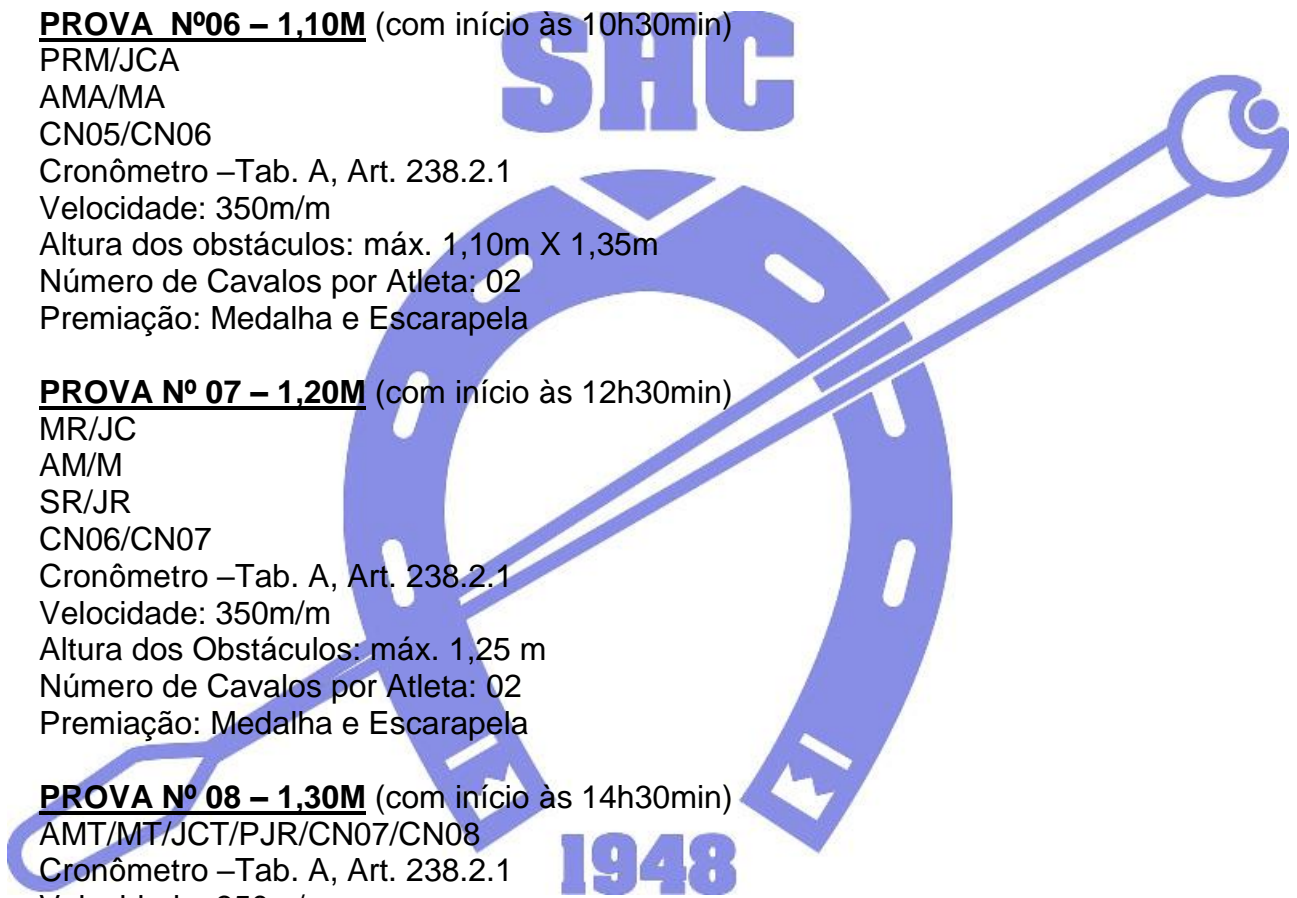 PROVA Nº06 – 1,10M (com início às 10h30min)
PRM/JCA
AMA/MA
CN05/CN06
Cronômetro –Tab. A, Art. 238.2.1
Velocidade: 350m/m
Altura dos obstáculos: máx. 1,10m X 1,35m
Número de Cavalos por Atleta: 02
Premiação: Medalha e Escarapela
SHC
PROVA Nº 07 – 1,20M (com início às 12h30min)
MR/JC
AM/M
SR/JR
CN06/CN07
Cronômetro –Tab. A, Art. 238.2.1
Velocidade: 350m/m
Altura dos Obstáculos: máx. 1,25 m
Número de Cavalos por Atleta: 02
Premiação: Medalha e Escarapela
PROVA Nº 08 – 1,30M (com início às 14h30min)
AMT/MT/JCT/PJR/CN07/CN08
Cronômetro –Tab. A, Art. 238.2.1
1948